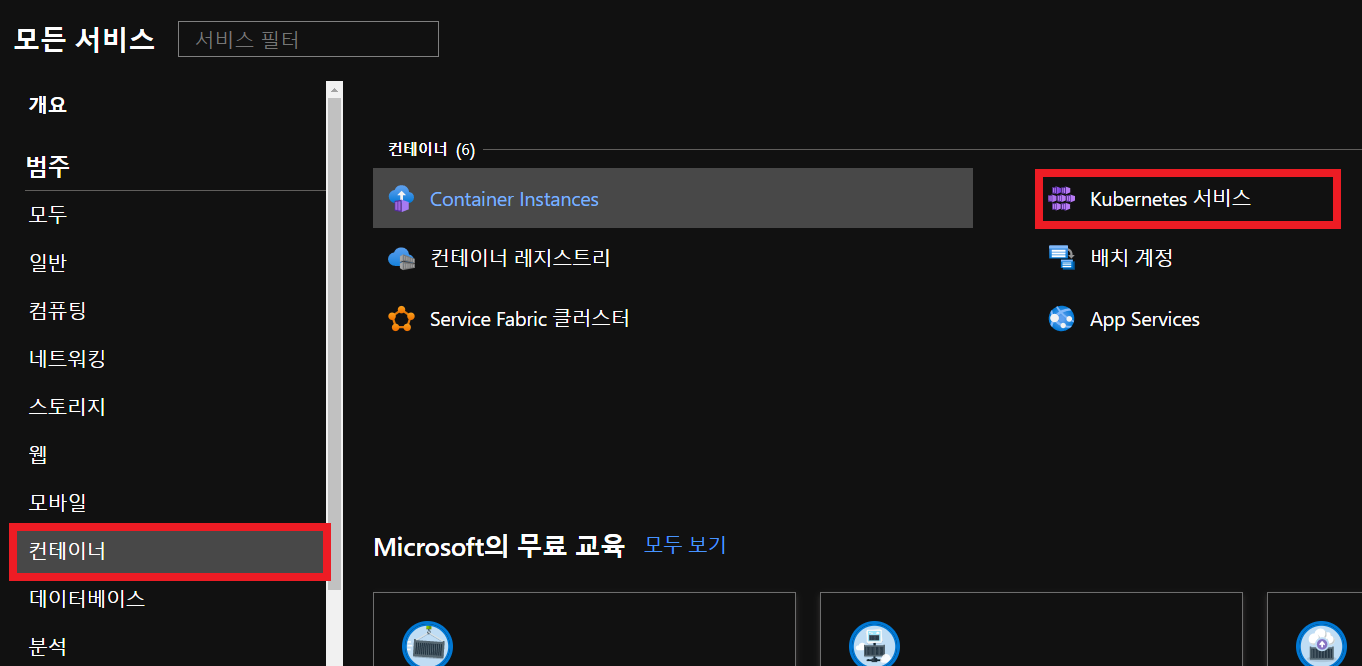 모든 서비스
서비스 필터
개요
범주
모두
일반
컴퓨팅
네트워킹
스토리지
웹
모바일
컨테이너
데이터베이스
분석
컨테이너 (6)
Container Instances
Kubernetes 서비스
컨테이너 레지스트리
배치 계정
Service Fabric 클러스터
App Services
Microsoft의 무료 교육 모두 보기